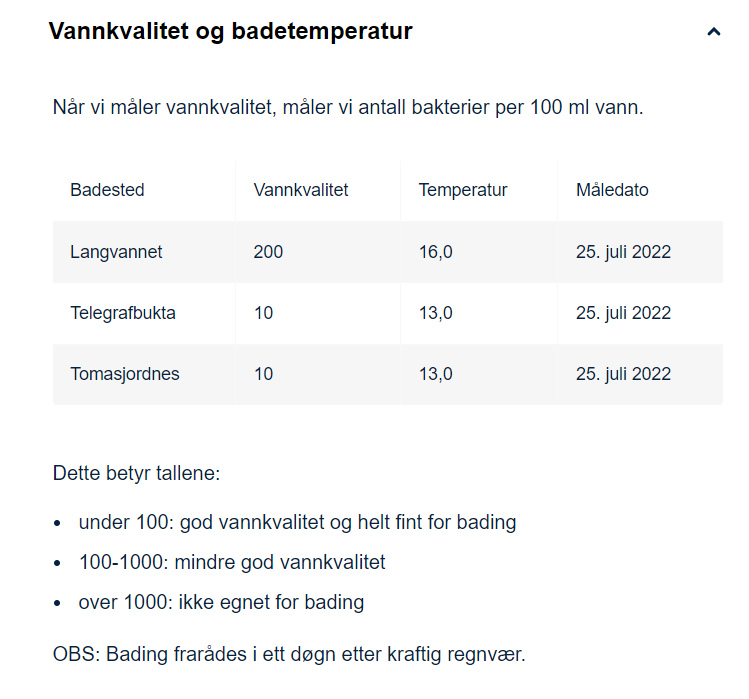 Vannkvalitet og badetemperatur
Når vi måler vannkvalitet, måler vi antall bakterier per 100 ml vann.
Badested Vannkvalitet Temperatur Måledato
Langvannet 200 16,0 25. juli 2022
Telegrafbukta 10 13,0 25. juli 2022
Tomasjordnes 10 13,0 25. juli 2022
Dette betyr tallene:
• under 100: god vannkvalitet og helt fint for bading
• 100-1000: mindre god vannkvalitet
• over 1000: ikke egnet for bading
OBS: Bading frarådes i ett døgn etter kraftig regnvær.